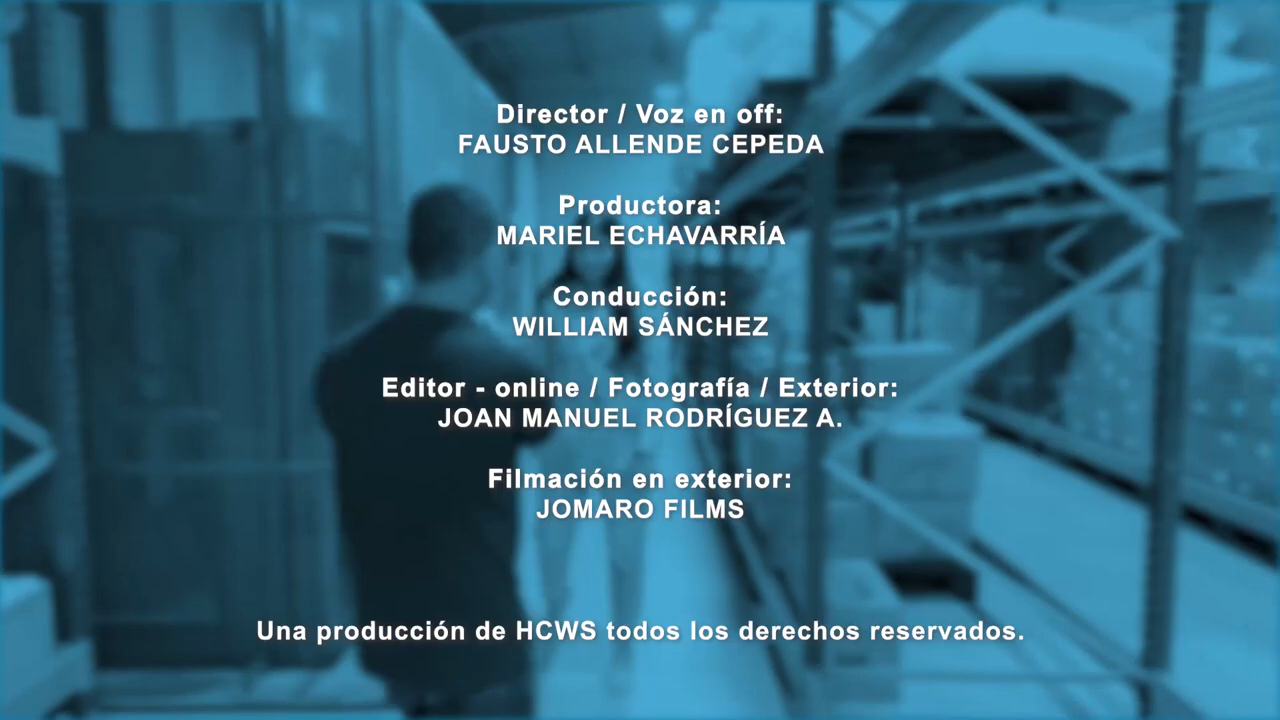 Director / Voz en off:
FAUSTO ALLENDE CEPEDA
Productora:
MARIEL ECHAVARRÍA
Conducción:
WILLIAM SÁNCHEZ
Editor - online / Fotografía / Exterior:
JOAN MANUEL RODRÍGUEZ A.
Filmación en exterior:
JOMARO FILMS
Una producción de HCWS todos los derechos reservados.